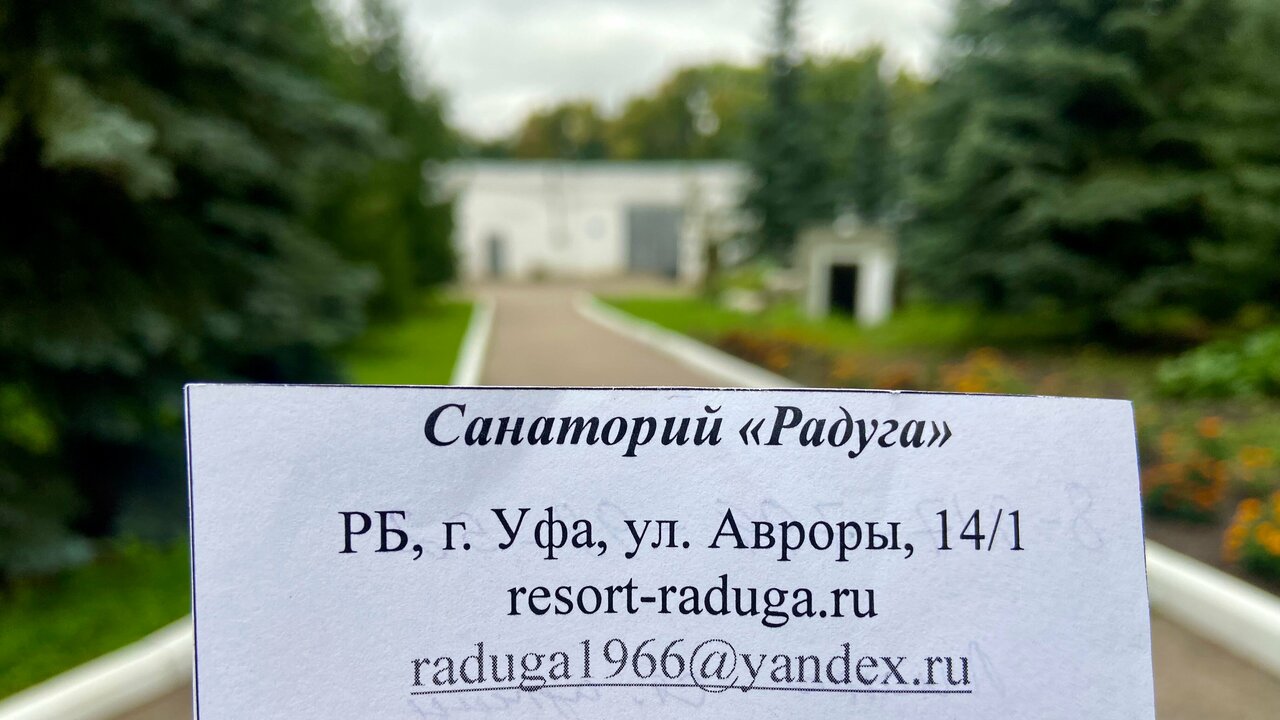 Санаторий «Радуга»
РБ, г. Уфа, ул. Авроры, 14/1
resort-raduga.ru
raduga1966@yandex.ru